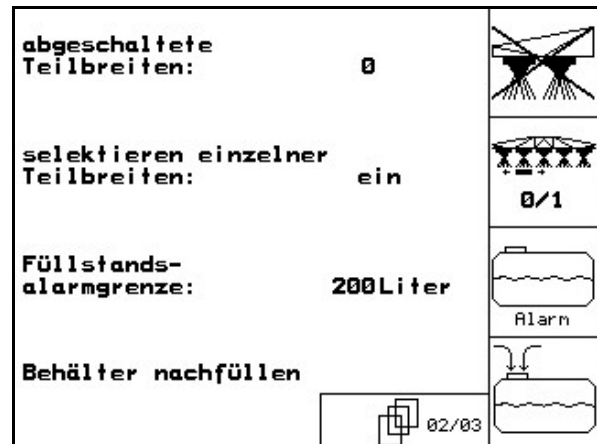 abgeschaltete
Teilbreiten: 0
selektieren einzelner
Teilbreiten: ein
0/1
Füllstands-
alarmgrenze: 200Liter
Alarm
Behälter nachfüllen
02/03